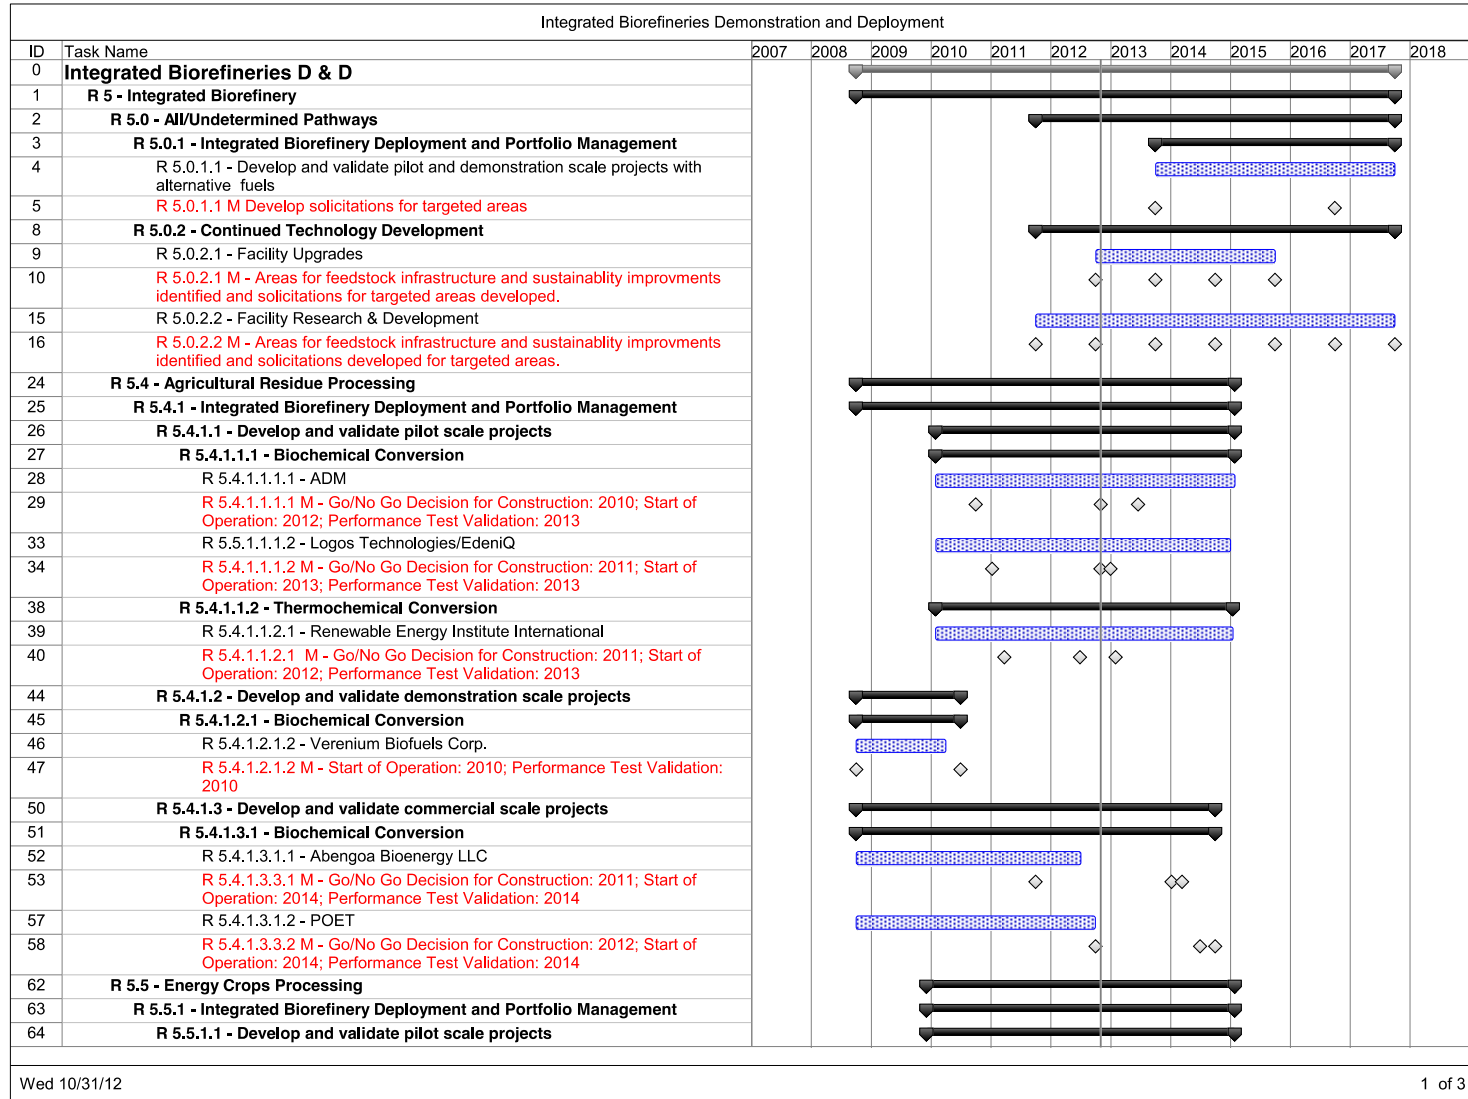 Integrated Biorefineries Demonstration and Deployment
ID Task Name 2007 2008 2009 2010 2011 2012 2013 2014 2015 2016 2017 2018
0 Integrated Biorefineries D & D
1 R 5 - Integrated Biorefinery
2 R 5.0 - All/Undetermined Pathways
3 R 5.0.1 - Integrated Biorefinery Deployment and Portfolio Management
4 R 5.0.1.1 - Develop and validate pilot and demonstration scale projects with
alternative fuels
5 R 5.0.1.1 M Develop solicitations for targeted areas
8 R 5.0.2 - Continued Technology Development
9 R 5.0.2.1 - Facility Upgrades
10 R 5.0.2.1 M - Areas for feedstock infrastructure and sustainablity improvments
identified and solicitations for targeted areas developed.
15 R 5.0.2.2 - Facility Research & Development
16 R 5.0.2.2 M - Areas for feedstock infrastructure and sustainablity improvments
identified and solicitations developed for targeted areas.
24 R 5.4 - Agricultural Residue Processing
25 R 5.4.1 - Integrated Biorefinery Deployment and Portfolio Management
26 R 5.4.1.1 - Develop and validate pilot scale projects
27 R 5.4.1.1.1 - Biochemical Conversion
28 R 5.4.1.1.1.1 - ADM
29 R 5.4.1.1.1.1 M - Go/No Go Decision for Construction: 2010; Start of
Operation: 2012; Performance Test Validation: 2013
33 R 5.5.1.1.1.2 - Logos Technologies/EdeniQ
34 R 5.4.1.1.1.2 M - Go/No Go Decision for Construction: 2011; Start of
Operation: 2013; Performance Test Validation: 2013
38 R 5.4.1.1.2 - Thermochemical Conversion
39 R 5.4.1.1.2.1 - Renewable Energy Institute International
40 R 5.4.1.1.2.1 M - Go/No Go Decision for Construction: 2011; Start of
Operation: 2012; Performance Test Validation: 2013
44 R 5.4.1.2 - Develop and validate demonstration scale projects
45 R 5.4.1.2.1 - Biochemical Conversion
46 R 5.4.1.2.1.2 - Verenium Biofuels Corp.
47 R 5.4.1.2.1.2 M - Start of Operation: 2010; Performance Test Validation:
2010
50 R 5.4.1.3 - Develop and validate commercial scale projects
51 R 5.4.1.3.1 - Biochemical Conversion
52 R 5.4.1.3.1.1 - Abengoa Bioenergy LLC
53 R 5.4.1.3.3.1 M - Go/No Go Decision for Construction: 2011; Start of
Operation: 2014; Performance Test Validation: 2014
57 R 5.4.1.3.1.2 - POET
58 R 5.4.1.3.3.2 M - Go/No Go Decision for Construction: 2012; Start of
Operation: 2014; Performance Test Validation: 2014
62 R 5.5 - Energy Crops Processing
63 R 5.5.1 - Integrated Biorefinery Deployment and Portfolio Management
64 R 5.5.1.1 - Develop and validate pilot scale projects
Wed 10/31/12 1 of 3